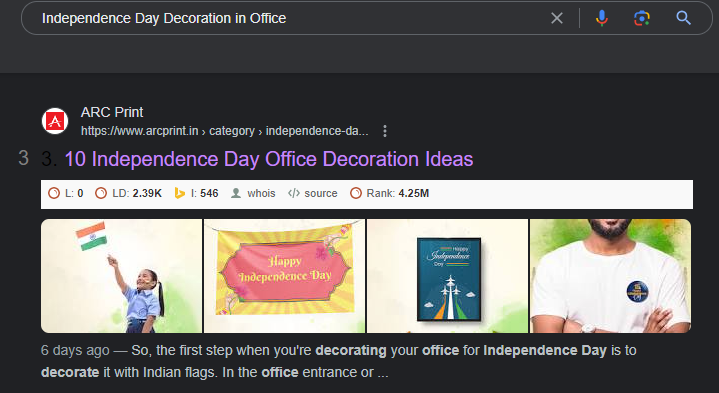 Independence Day Decoration in Office
ARC Print
https://www.arcprint.in › category › independence-da...
3 3. 10 Independence Day Office Decoration Ideas
L: 0 LD: 2.39K I: 546 whois source Rank: 4.25M
Happy
Independence Day
Happy
Independence
Day
6 days ago — So, the first step when you're decorating your office for Independence Day is to
decorate it with Indian flags. In the office entrance or ...